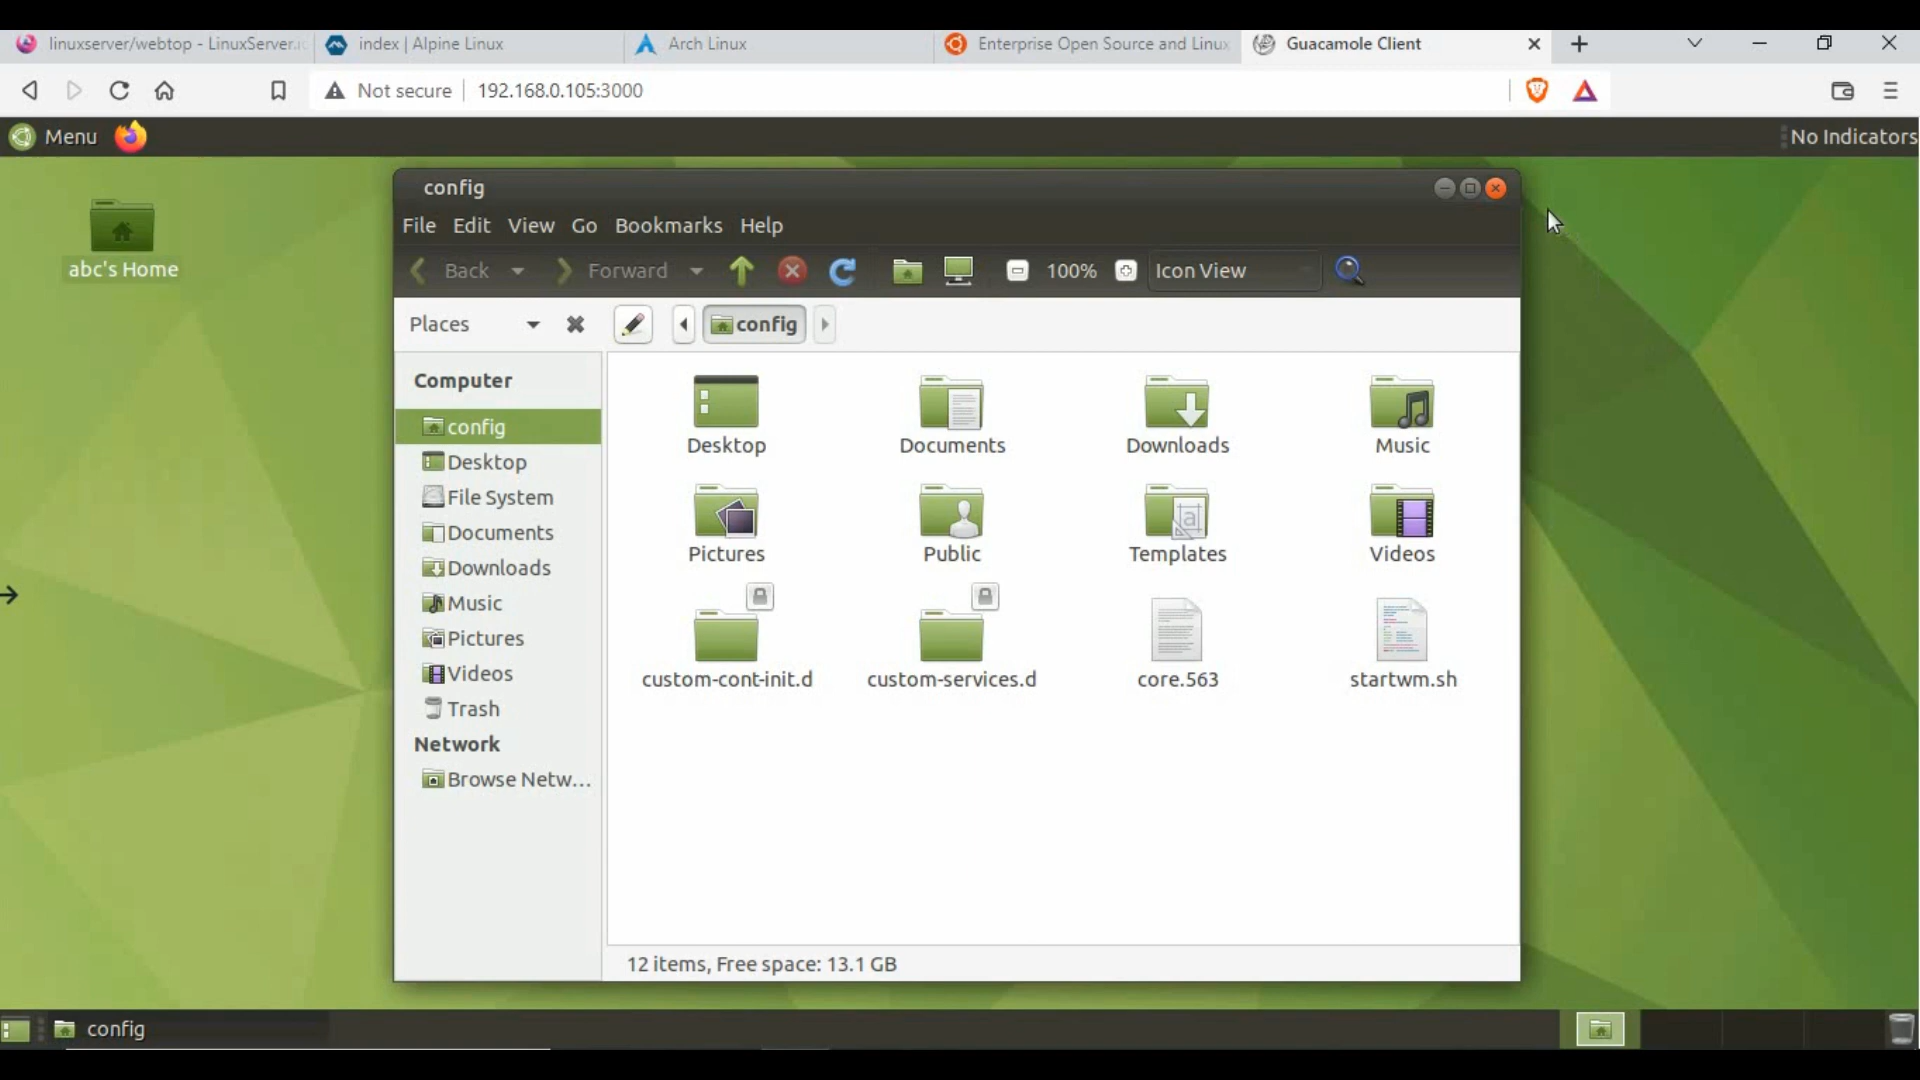 linuxserver/webtop - LinuxServer.io
index | Alpine Linux
Arch Linux
Enterprise Open Source and Linux
Guacamole Client
Not secure
192.168.0.105:3000
Menu
No Indicators
abc's Home
config
File Edit View Go Bookmarks Help
Back Forward 100% Icon View
Places
config
Computer
config
Desktop
File System
Documents
Downloads
Music
Pictures
Videos
Trash
Network
Browse Netw...
Desktop
Documents
Downloads
Music
Pictures
Public
Templates
Videos
custom-cont-init.d
custom-services.d
core.563
startwm.sh
12 items, Free space: 13.1 GB
config